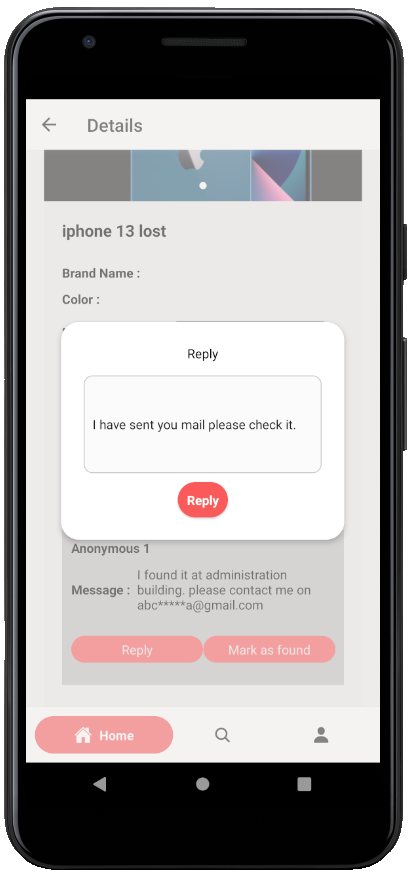 Details
iphone 13 lost
Brand Name :
Color :
Reply
I have sent you mail please check it.
Reply
Anonymous 1
Message :
I found it at administration
building. please contact me on
abc*****a@gmail.com
Reply
Mark as found
Home